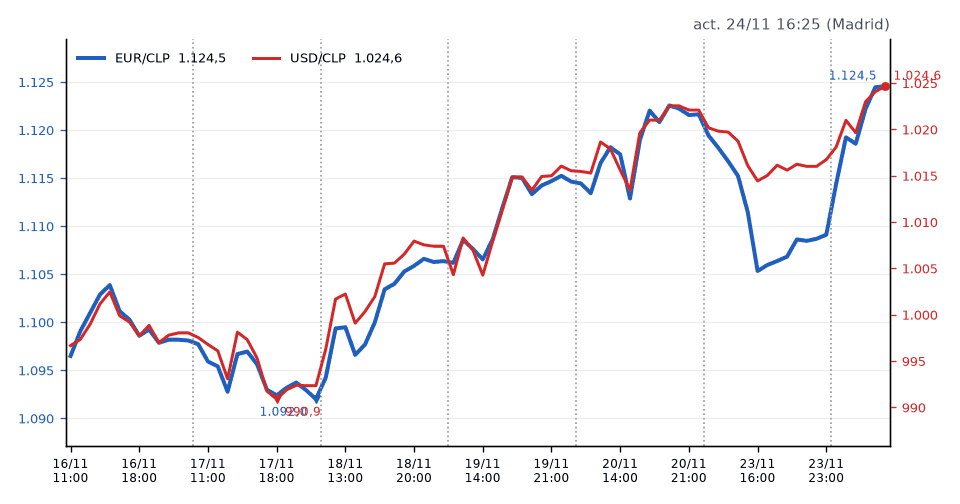 act. 24/11 16:25 (Madrid)
EUR/CLP 1.124,5 USD/CLP 1.024,6
1.124,5 1.024,6
1.125 1.025
1.120 1.020
1.115 1.015
1.110 1.010
1.105 1.005
1.100 1.000
1.095 995
1.090 990
1.092,0 990,9
16/11 16/11 17/11 17/11 18/11 18/11 19/11 19/11 20/11 20/11 23/11 23/11
11:00 18:00 11:00 18:00 13:00 20:00 14:00 21:00 14:00 21:00 16:00 23:00